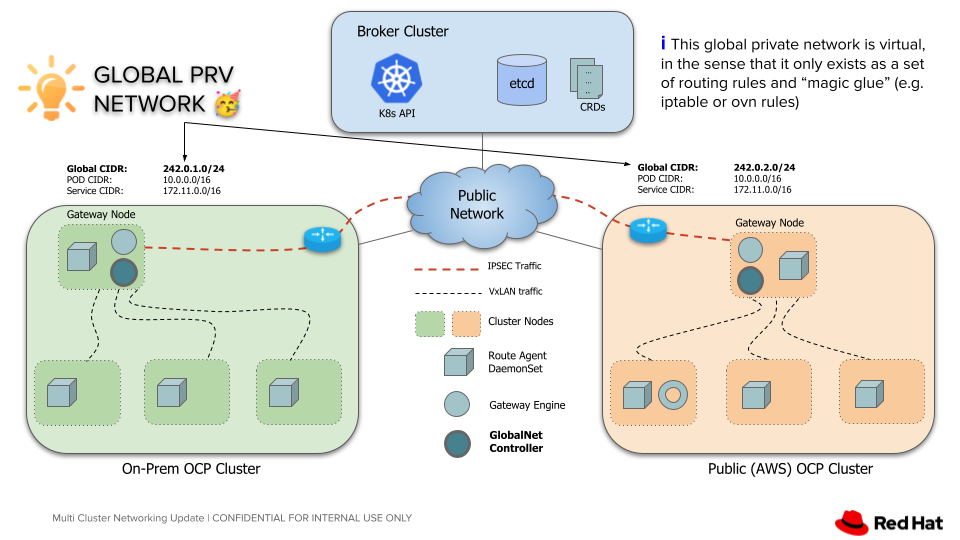 Broker Cluster
K8s API
etcd
...
...
..
CRDs
GLOBAL PRV
NETWORK 🥳
i This global private network is virtual,
in the sense that it only exists as a set
of routing rules and “magic glue” (e.g.
iptable or ovn rules)
Global CIDR: 242.0.1.0/24
POD CIDR: 10.0.0.0/16
Service CIDR: 172.11.0.0/16
Global CIDR: 242.0.2.0/24
POD CIDR: 10.0.0.0/16
Service CIDR: 172.11.0.0/16
Public
Network
Gateway Node
Gateway Node
IPSEC Traffic
VxLAN traffic
Cluster Nodes
Route Agent
DaemonSet
Gateway Engine
GlobalNet
Controller
On-Prem OCP Cluster
Public (AWS) OCP Cluster
Multi Cluster Networking Update | CONFIDENTIAL FOR INTERNAL USE ONLY
Red Hat